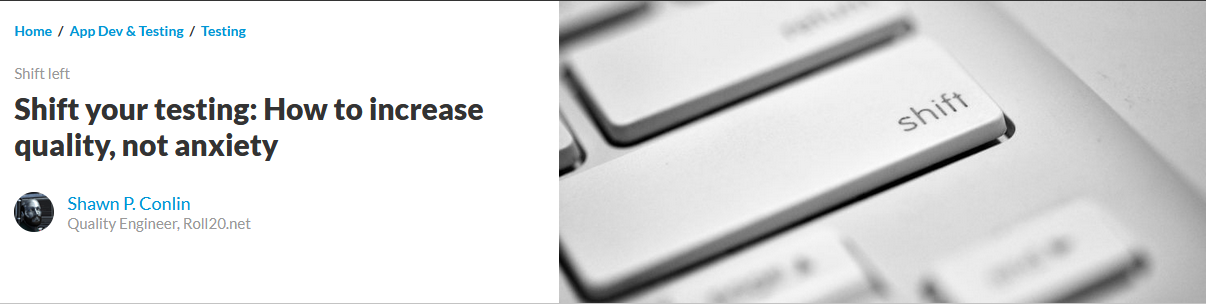 Home / App Dev & Testing / Testing
Shift left
Shift your testing: How to increase
quality, not anxiety
Shawn P. Conlin
Quality Engineer, Roll20.net
shift